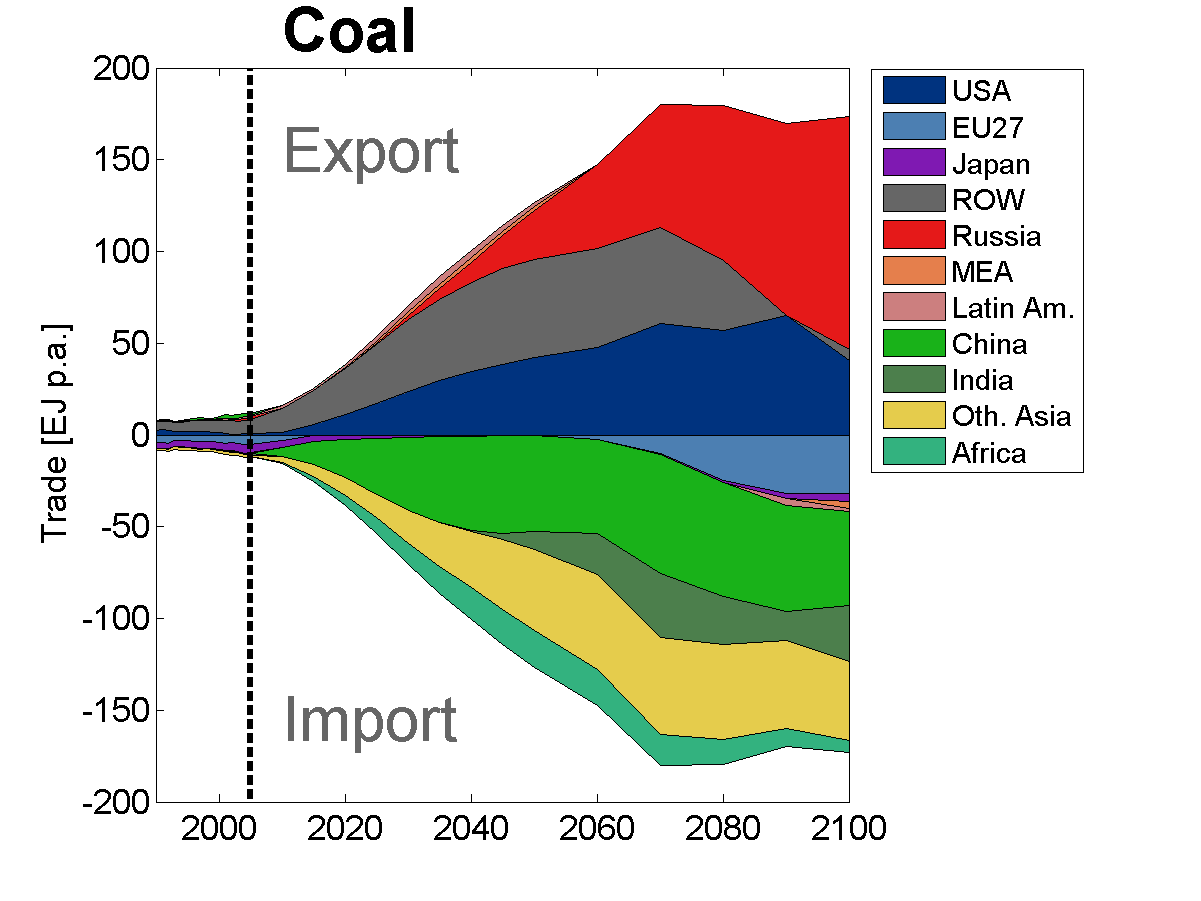 Coal
200
150
100
50
0
-50
-100
-150
-200
Trade [EJ p.a.]
Export
Import
2000
2020
2040
2060
2080
2100
USA
EU27
Japan
ROW
Russia
MEA
Latin Am.
China
India
Oth. Asia
Africa